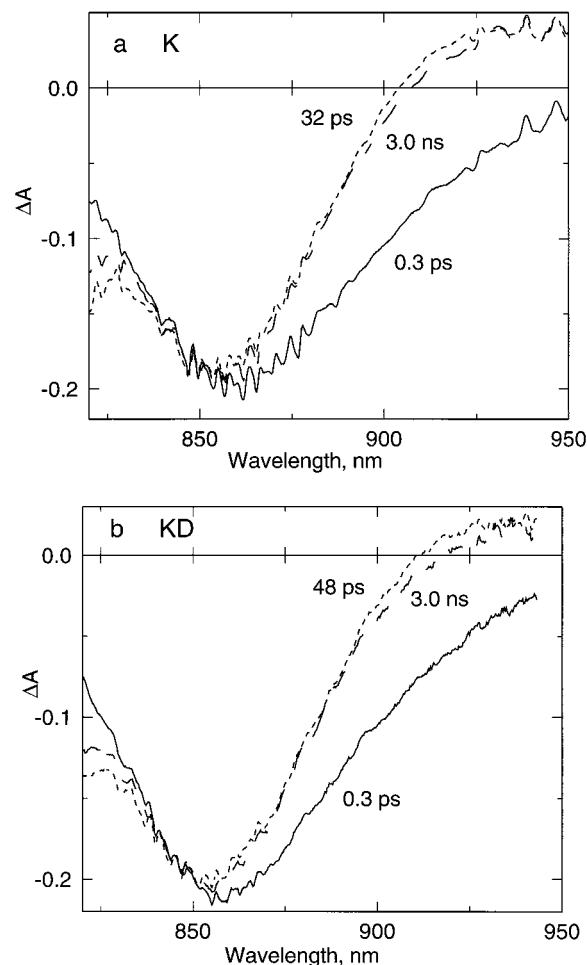 a K
0.0
32 ps
3.0 ns
ΔA
-0.1
0.3 ps
-0.2
850 900 950
Wavelength, nm
b KD
0.0
48 ps
3.0 ns
ΔA
-0.1
0.3 ps
-0.2
850 900 950
Wavelength, nm